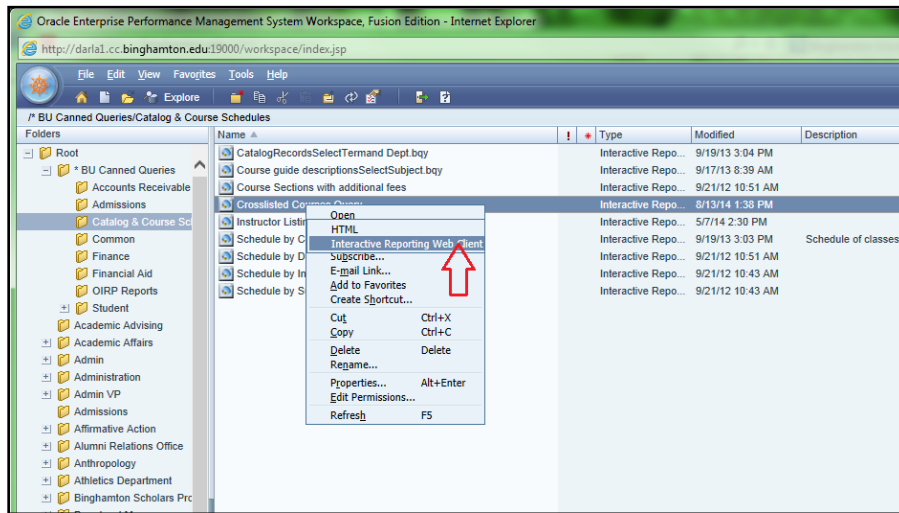 Oracle Enterprise Performance Management System Workspace, Fusion Edition - Internet Explorer
http://darla1.cc.binghamton.edu:19000/workspace/index.jsp
File Edit View Favorites Tools Help
Explore
/* BU Canned Queries/Catalog & Course Schedules
Folders
Name ! * Type Modified Description
Root
* BU Canned Queries
Accounts Receivable
Admissions
Catalog & Course Sc
Common
Finance
Financial Aid
OIRP Reports
Student
Academic Advising
Academic Affairs
Admin
Administration
Admin VP
Admissions
Affirmative Action
Alumni Relations Office
Anthropology
Athletics Department
Binghamton Scholars Pro
CatalogRecordsSelectTermand Dept.bqy Interactive Repo... 9/19/13 3:04 PM
Course guide descriptionsSelectSubject.bqy Interactive Repo... 9/17/13 8:39 AM
Course Sections with additional fees Interactive Repo... 9/21/12 10:51 AM
Crosslisted Courses Query Interactive Repo... 8/13/14 1:38 PM
Instructor Listin Interactive Repo... 5/7/14 2:30 PM
Schedule by C Interactive Repo... 9/19/13 3:03 PM Schedule of classes
Schedule by D Interactive Repo... 9/21/12 10:51 AM
Schedule by In Interactive Repo... 9/21/12 10:43 AM
Schedule by S Interactive Repo... 9/21/12 10:43 AM
Open
HTML
Interactive Reporting Web Client
Subscribe...
E-mail Link...
Add to Favorites
Create Shortcut...
Cut Ctrl+X
Copy Ctrl+C
Delete Delete
Rename...
Properties... Alt+Enter
Edit Permissions...
Refresh F5